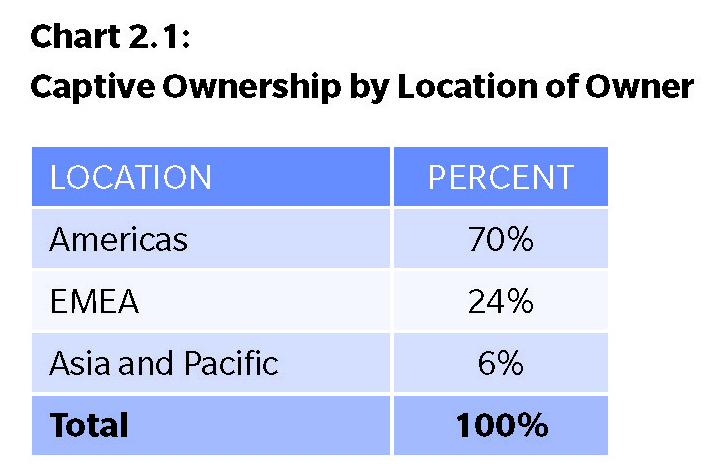 Chart 2.1:
Captive Ownership by Location of Owner
LOCATION PERCENT
Americas 70%
EMEA 24%
Asia and Pacific 6%
Total 100%